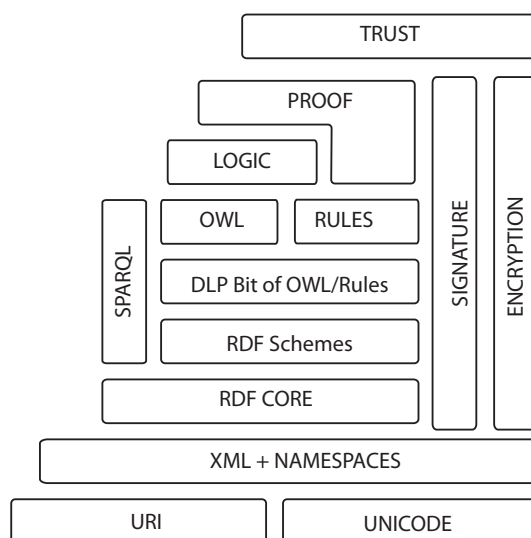 TRUST
PROOF
LOGIC
OWL
RULES
SPARQL
DLP Bit of OWL/Rules
RDF Schemes
RDF CORE
SIGNATURE
ENCRYPTION
XML + NAMESPACES
URI
UNICODE